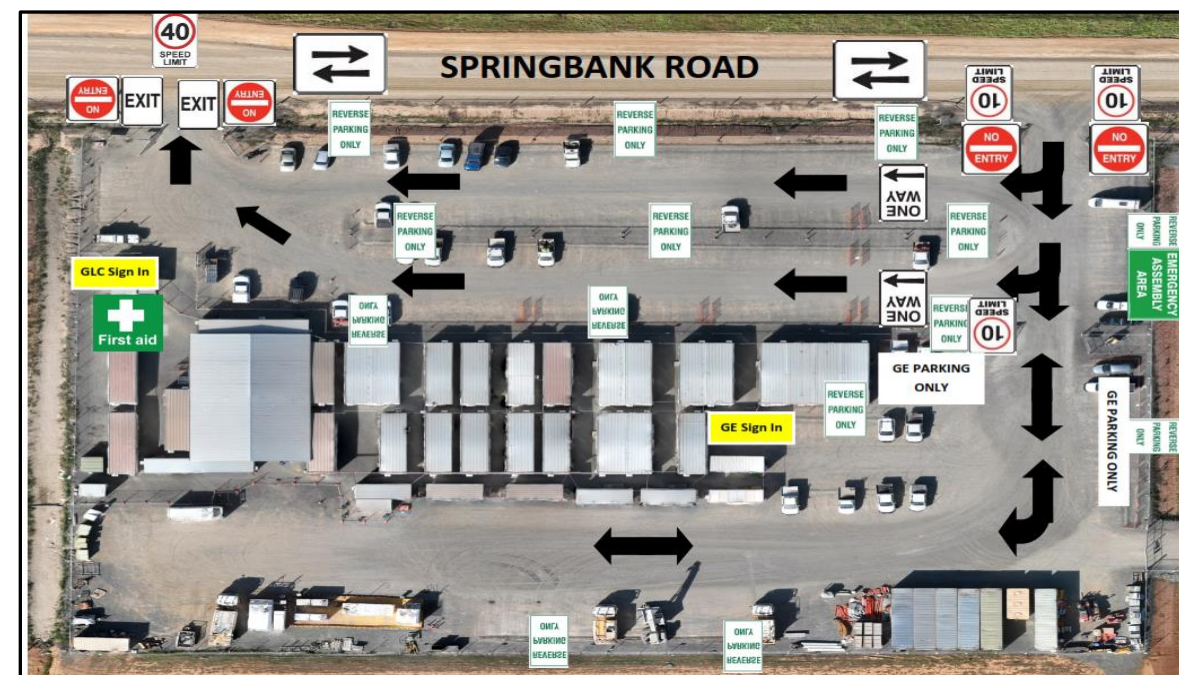 40
SPEED
LIMIT
SPRINGBANK ROAD
SPEED
LIMIT
10
SPEED
LIMIT
10
NO
ENTRY
EXIT
EXIT
NO
ENTRY
REVERSE
PARKING
ONLY
REVERSE
PARKING
ONLY
REVERSE
PARKING
ONLY
NO
ENTRY
NO
ENTRY
ONE
WAY
REVERSE
PARKING
ONLY
REVERSE
PARKING
ONLY
REVERSE
PARKING
ONLY
REVERSE
PARKING
ONLY
EMERGENCY
ASSEMBLY
AREA
GLC Sign In
First aid
ONE
WAY
REVERSE
PARKING
ONLY
REVERSE
PARKING
ONLY
REVERSE
PARKING
ONLY
SPEED
LIMIT
10
GE PARKING
ONLY
GE PARKING ONLY
REVERSE
PARKING
ONLY
REVERSE
PARKING
ONLY
GE Sign In
REVERSE
PARKING
ONLY
REVERSE
PARKING
ONLY